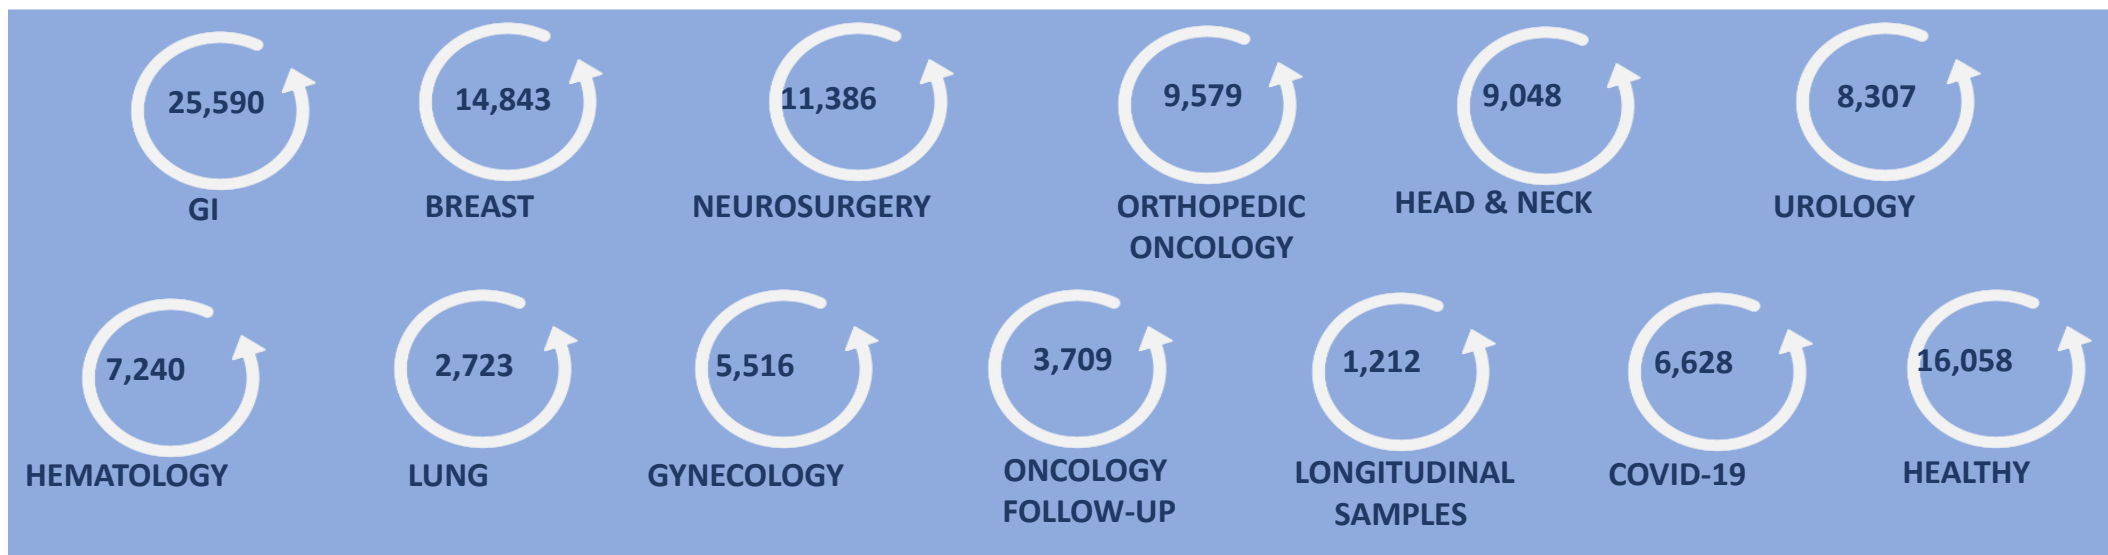 25,590
GI
14,843
BREAST
11,386
NEUROSURGERY
9,579
ORTHOPEDIC
ONCOLOGY
9,048
HEAD & NECK
8,307
UROLOGY
7,240
HEMATOLOGY
2,723
LUNG
5,516
GYNECOLOGY
3,709
ONCOLOGY
FOLLOW-UP
1,212
LONGITUDINAL
SAMPLES
6,628
COVID-19
16,058
HEALTHY